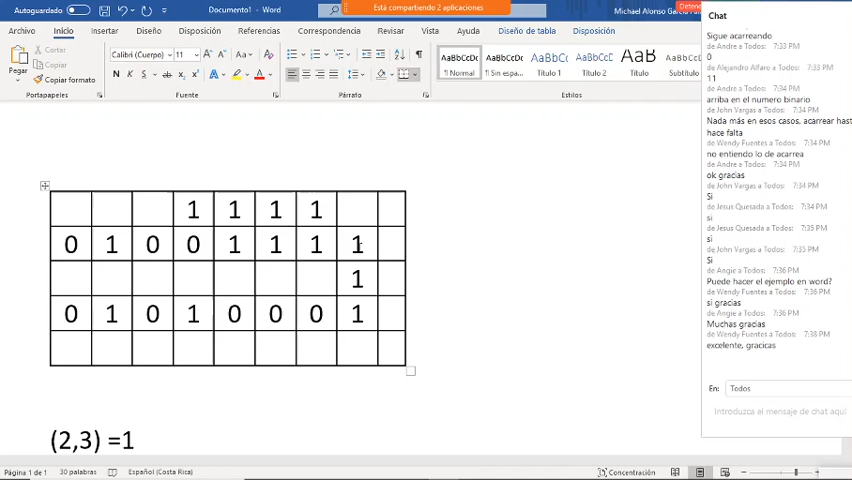 Autoguardado Documento1 - Word Está compartiendo 2 aplicaciones Michael Alonso García
Archivo Inicio Insertar Diseño Disposición Referencias Correspondencia Revisar Vista Ayuda Diseño de tabla Disposición
Pegar Cortar Copiar Copiar formato
Calibri (Cuerpo) 11 A A Aa
N K S ab x₂ x² A A
AaBbCcDc AaBbCcDc AaBbC AaBbCcC AaB AaBbCcD
¶ Normal ¶ Sin espa... Título 1 Título 2 Título Subtítulo
Portapapeles Fuente Párrafo Estilos
1 1 1 1
0 1 0 0 1 1 1 1
1
0 1 0 1 0 0 0 1
(2,3) =1
Chat
Sigue acarreando
de Andre a Todos: 7:33 PM
0
de Alejandro Alfaro a Todos: 7:33 PM
11
de Andre a Todos: 7:34 PM
arriba en el numero binario
de John Vargas a Todos: 7:34 PM
Nada más en esos casos, acarrear hast
hace falta
de Wendy Fuentes a Todos: 7:34 PM
no entiendo lo de acarrea
de Andre a Todos: 7:34 PM
ok gracias
de John Vargas a Todos: 7:34 PM
Si
de Jesus Quesada a Todos: 7:34 PM
si
de Jesus Quesada a Todos: 7:35 PM
si
de John Vargas a Todos: 7:35 PM
Si
de Angie a Todos: 7:36 PM
Puede hacer el ejemplo en word?
de Wendy Fuentes a Todos: 7:36 PM
si gracias
de Angie a Todos: 7:36 PM
Muchas gracias
de Wendy Fuentes a Todos: 7:38 PM
excelente, gracicas
En: Todos
Introduzca el mensaje de chat aquí
Página 1 de 1 30 palabras Español (Costa Rica) Concentración